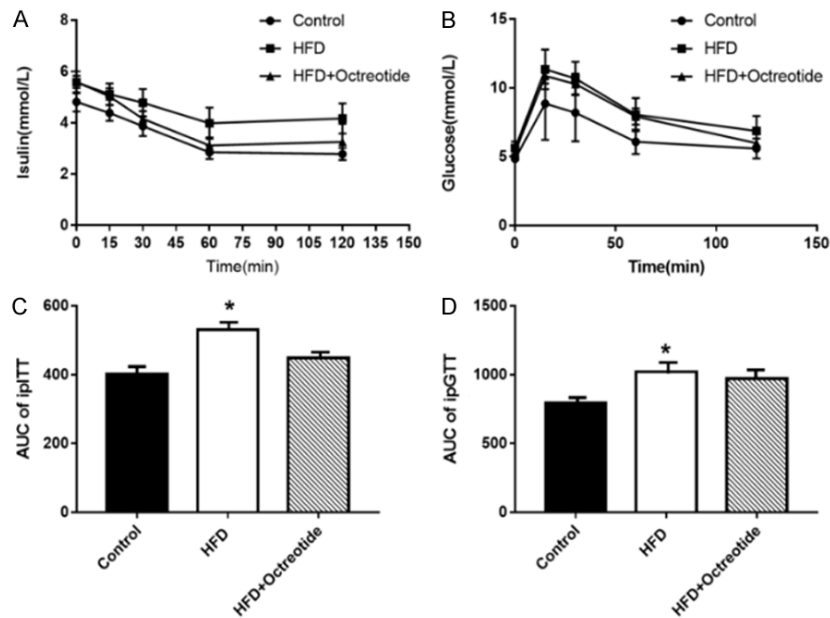 A
Control
HFD
HFD+Octreotide
Isulin(mmol/L)
8
6
4
2
0
0 15 30 45 60 75 90 105 120 135 150
Time(min)
B
Control
HFD
HFD+Octreotide
Glucose(mmol/L)
15
10
5
0
0 50 100 150
Time(min)
C
AUC of ipITT
600
400
200
0
*
Control
HFD
HFD+Octreotide
D
AUC of ipGTT
1500
1000
500
0
*
Control
HFD
HFD+Octreotide